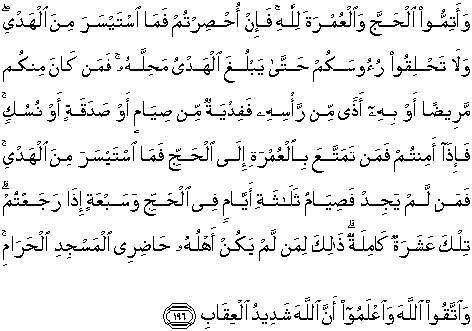 وَأَتِمُّوا۟ ٱلْحَجَّ وَٱلْعُمْرَةَ لِلَّهِ ۚ فَإِنْ أُحْصِرْتُمْ فَمَا ٱسْتَيْسَرَ مِنَ ٱلْهَدْىِ ۖ
وَلَا تَحْلِقُوا۟ رُءُوسَكُمْ حَتَّىٰ يَبْلُغَ ٱلْهَدْىُ مَحِلَّهُۥ ۚ فَمَن كَانَ مِنكُم
مَّرِيضًا أَوْ بِهِۦٓ أَذًى مِّن رَّأْسِهِۦ فَفِدْيَةٌ مِّن صِيَامٍ أَوْ صَدَقَةٍ أَوْ نُسُكٍ ۚ
فَإِذَآ أَمِنتُمْ فَمَن تَمَتَّعَ بِٱلْعُمْرَةِ إِلَى ٱلْحَجِّ فَمَا ٱسْتَيْسَرَ مِنَ ٱلْهَدْىِ ۚ
فَمَن لَّمْ يَجِدْ فَصِيَامُ ثَلَـٰثَةِ أَيَّامٍ فِى ٱلْحَجِّ وَسَبْعَةٍ إِذَا رَجَعْتُمْ ۗ
تِلْكَ عَشَرَةٌ كَامِلَةٌ ۗ ذَٰلِكَ لِمَن لَّمْ يَكُنْ أَهْلُهُۥ حَاضِرِى ٱلْمَسْجِدِ ٱلْحَرَامِ ۚ
وَٱتَّقُوا۟ ٱللَّهَ وَٱعْلَمُوٓا۟ أَنَّ ٱللَّهَ شَدِيدُ ٱلْعِقَابِ ١٩٦